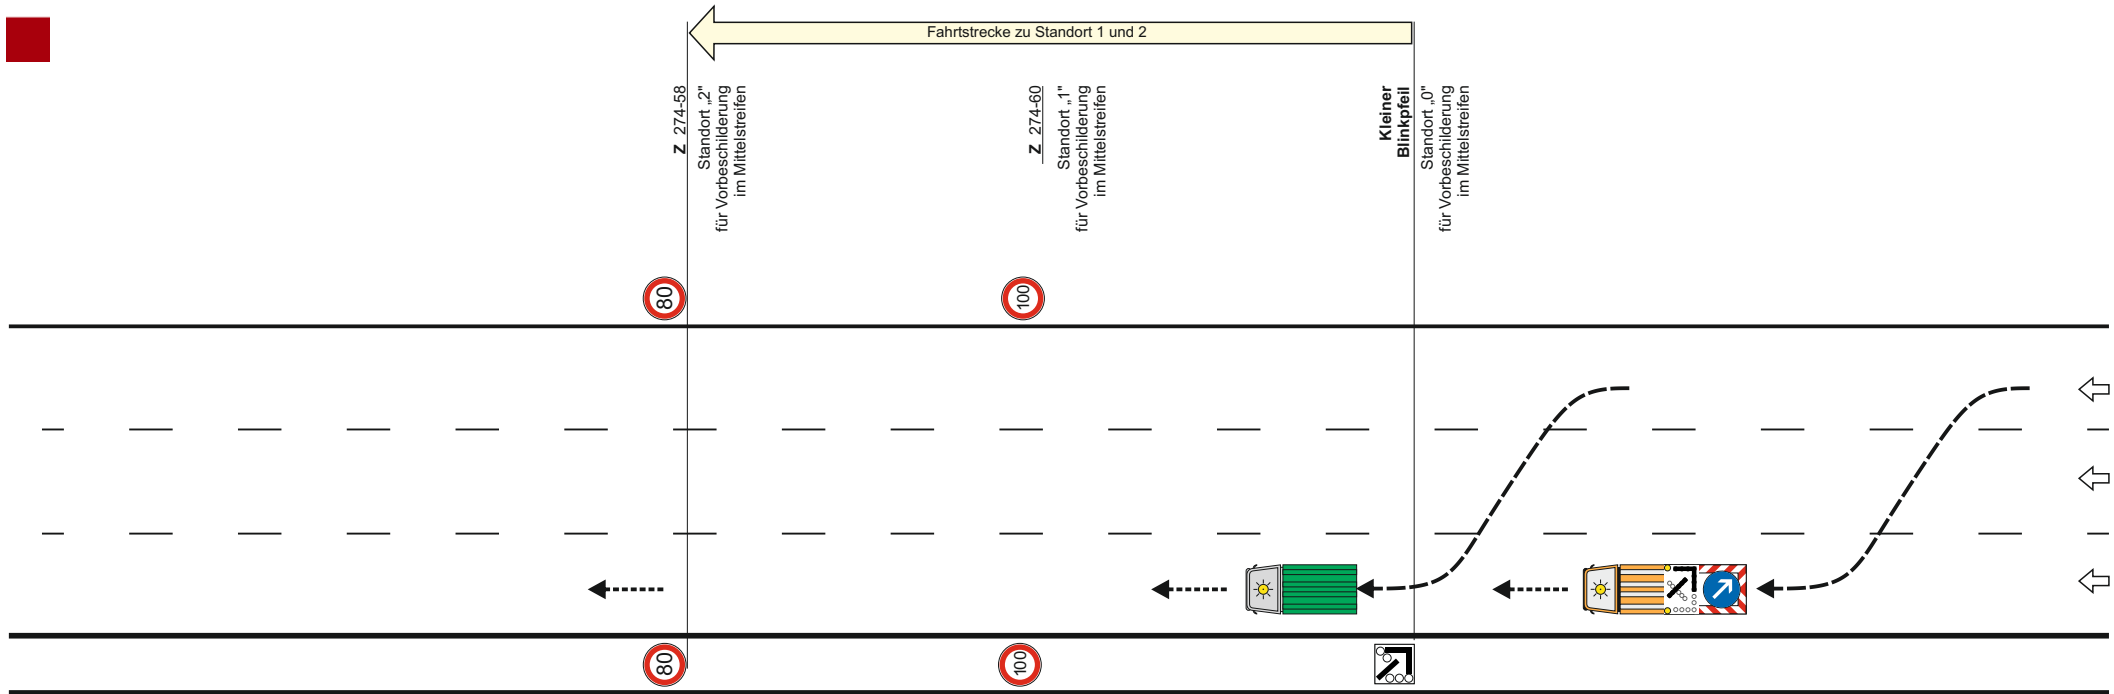 Fahrtstrecke zu Standort 1 und 2
Z 274-58
Standort „2"
für Vorbeschilderung
im Mittelstreifen
Z 274-60
Standort „1"
für Vorbeschilderung
im Mittelstreifen
Kleiner
Blinkpfeil
Standort „0"
für Vorbeschilderung
im Mittelstreifen
80
100
80
100